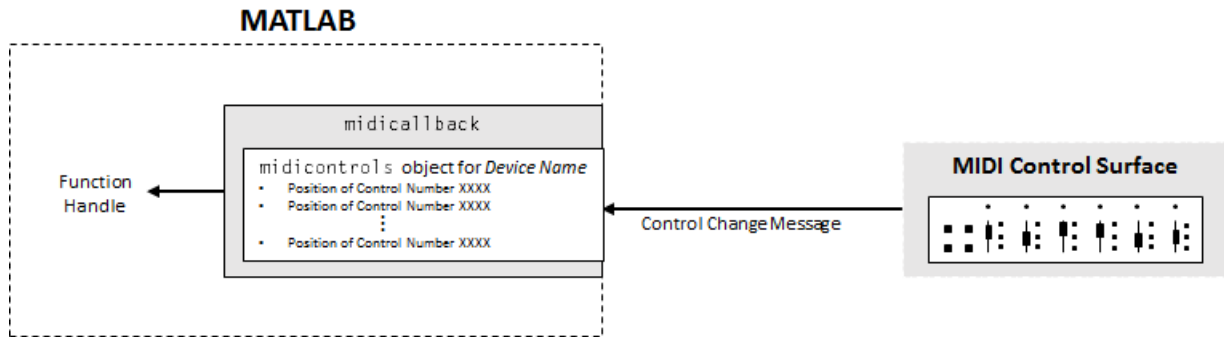 MATLAB
midicallback
midicontrols object for Device Name
▪ Position of Control Number XXXX
▪ Position of Control Number XXXX
⋮
▪ Position of Control Number XXXX
Function
Handle
Control Change Message
MIDI Control Surface